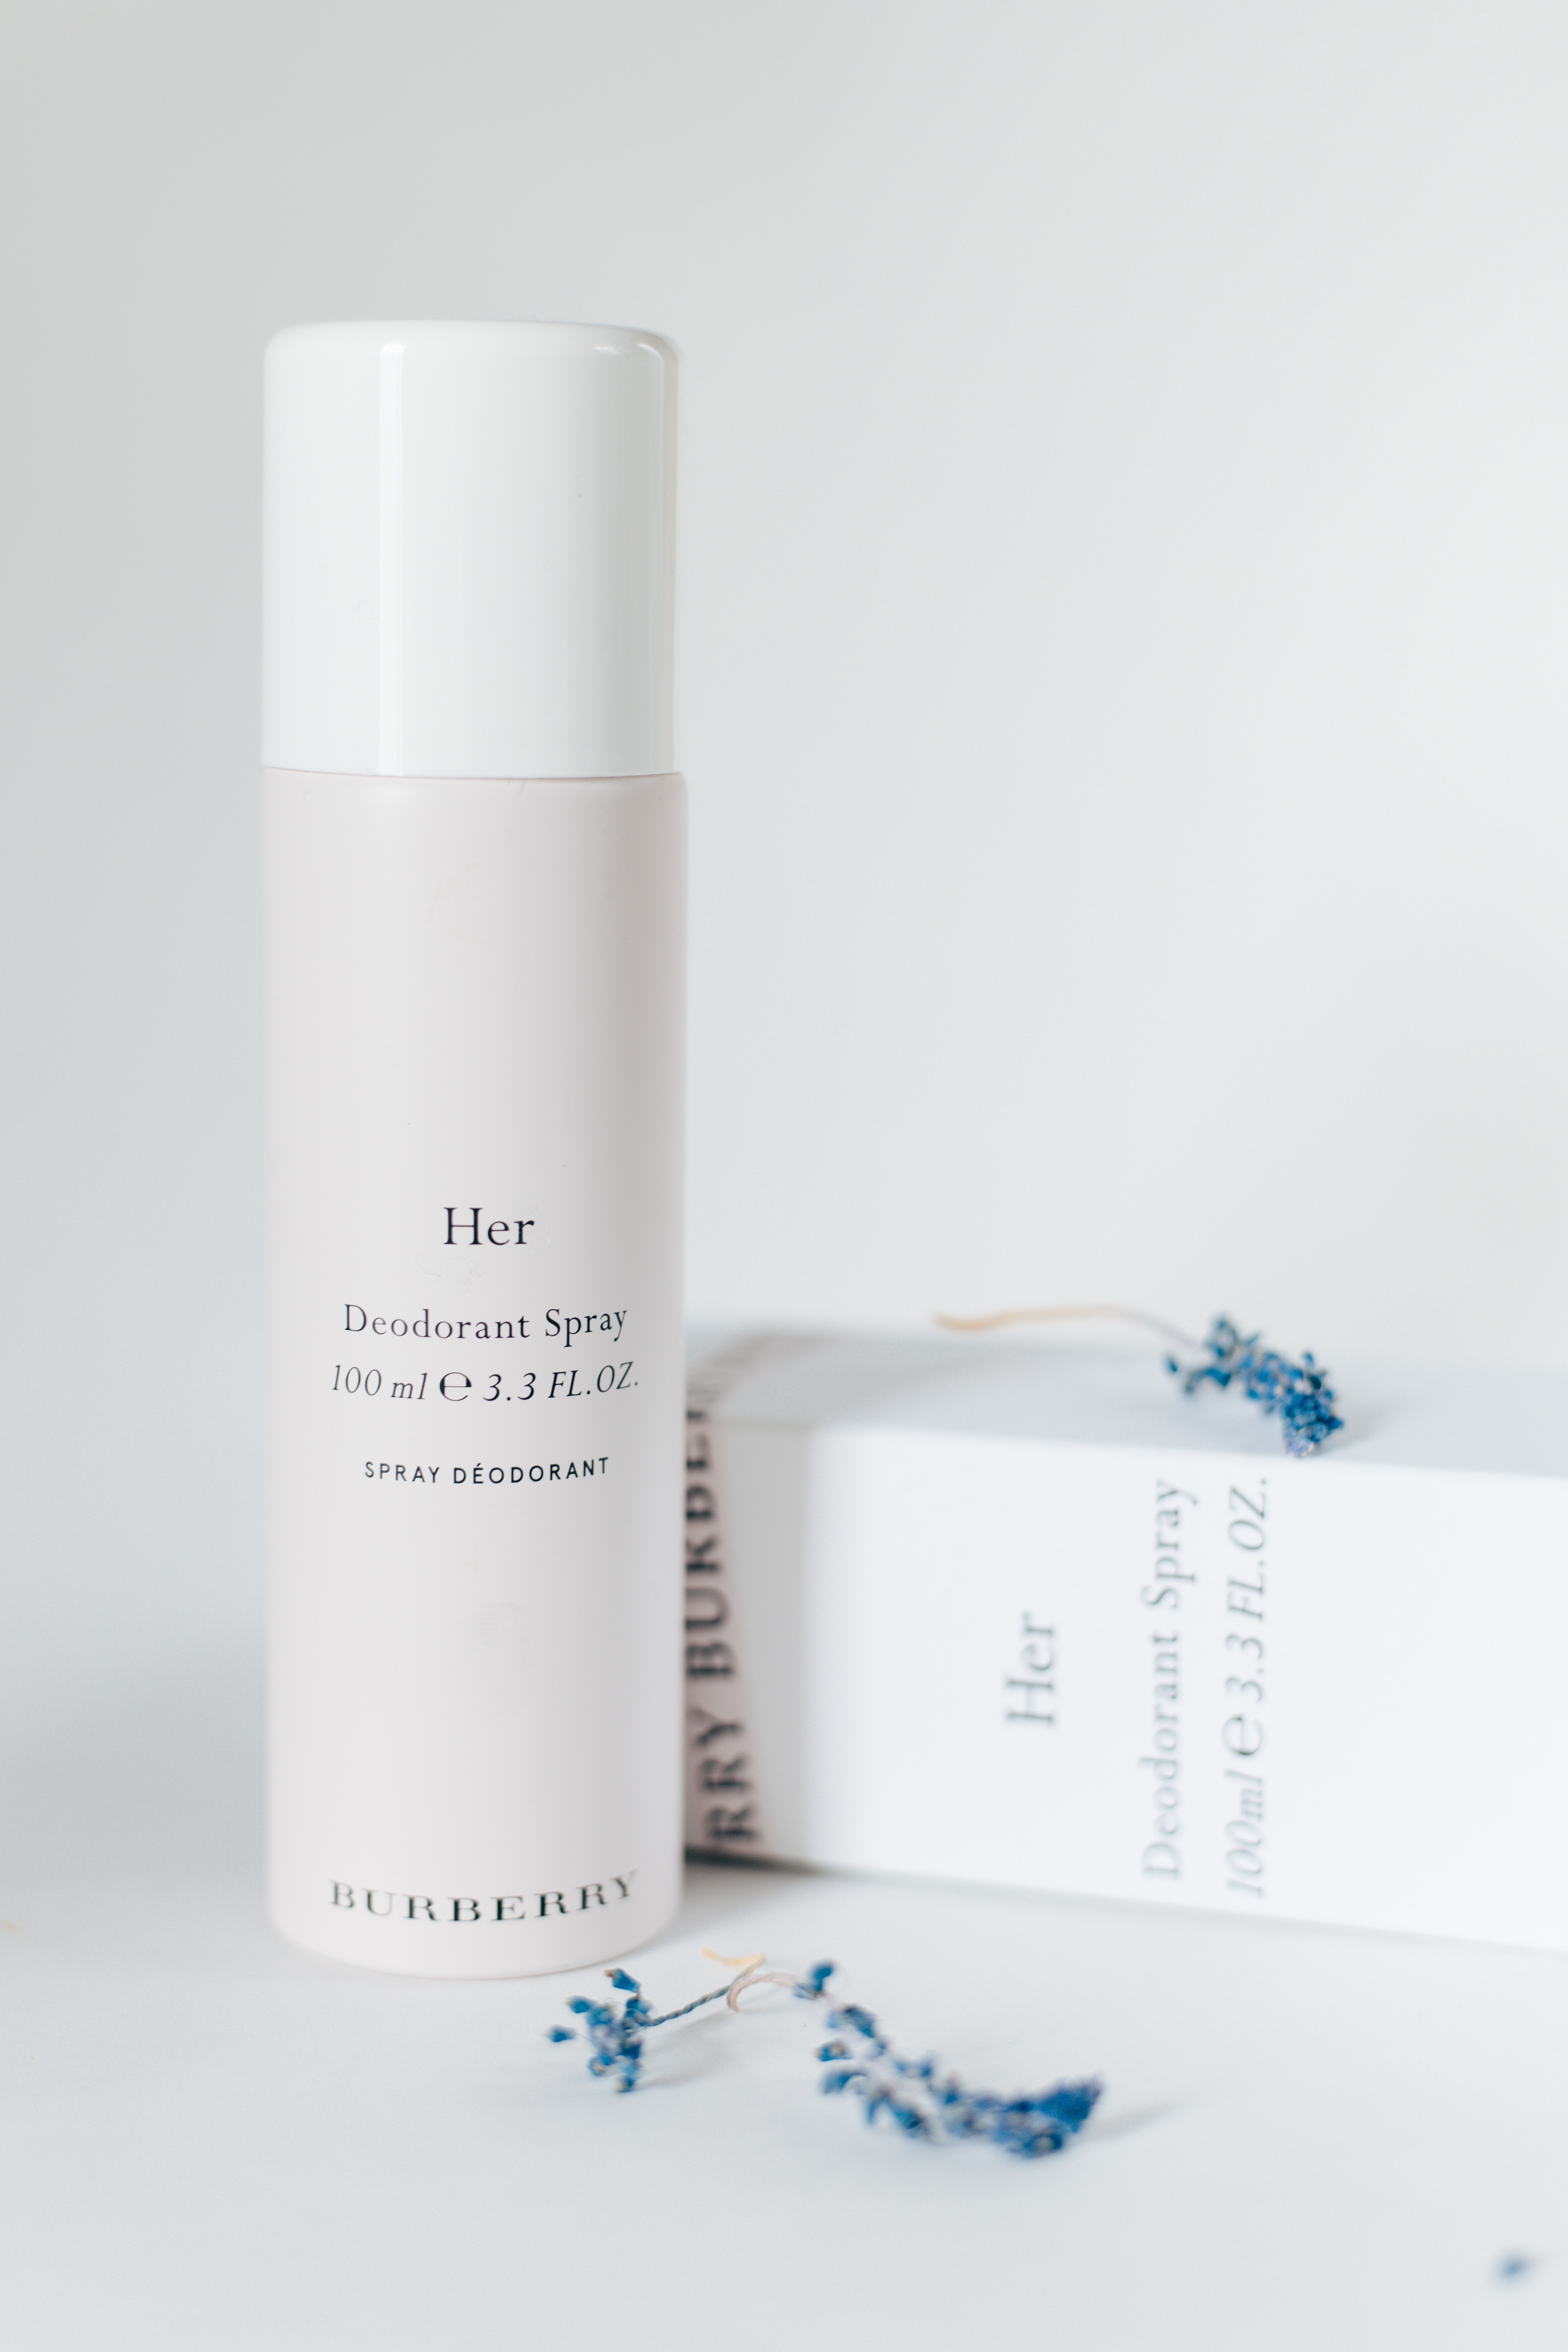 Her
Deodorant Spray
100 ml ℮ 3.3 FL.OZ.
SPRAY DÉODORANT
BURBERRY
Her
Deodorant Spray
100ml ℮ 3.3 FL.OZ.
RRY BURBER